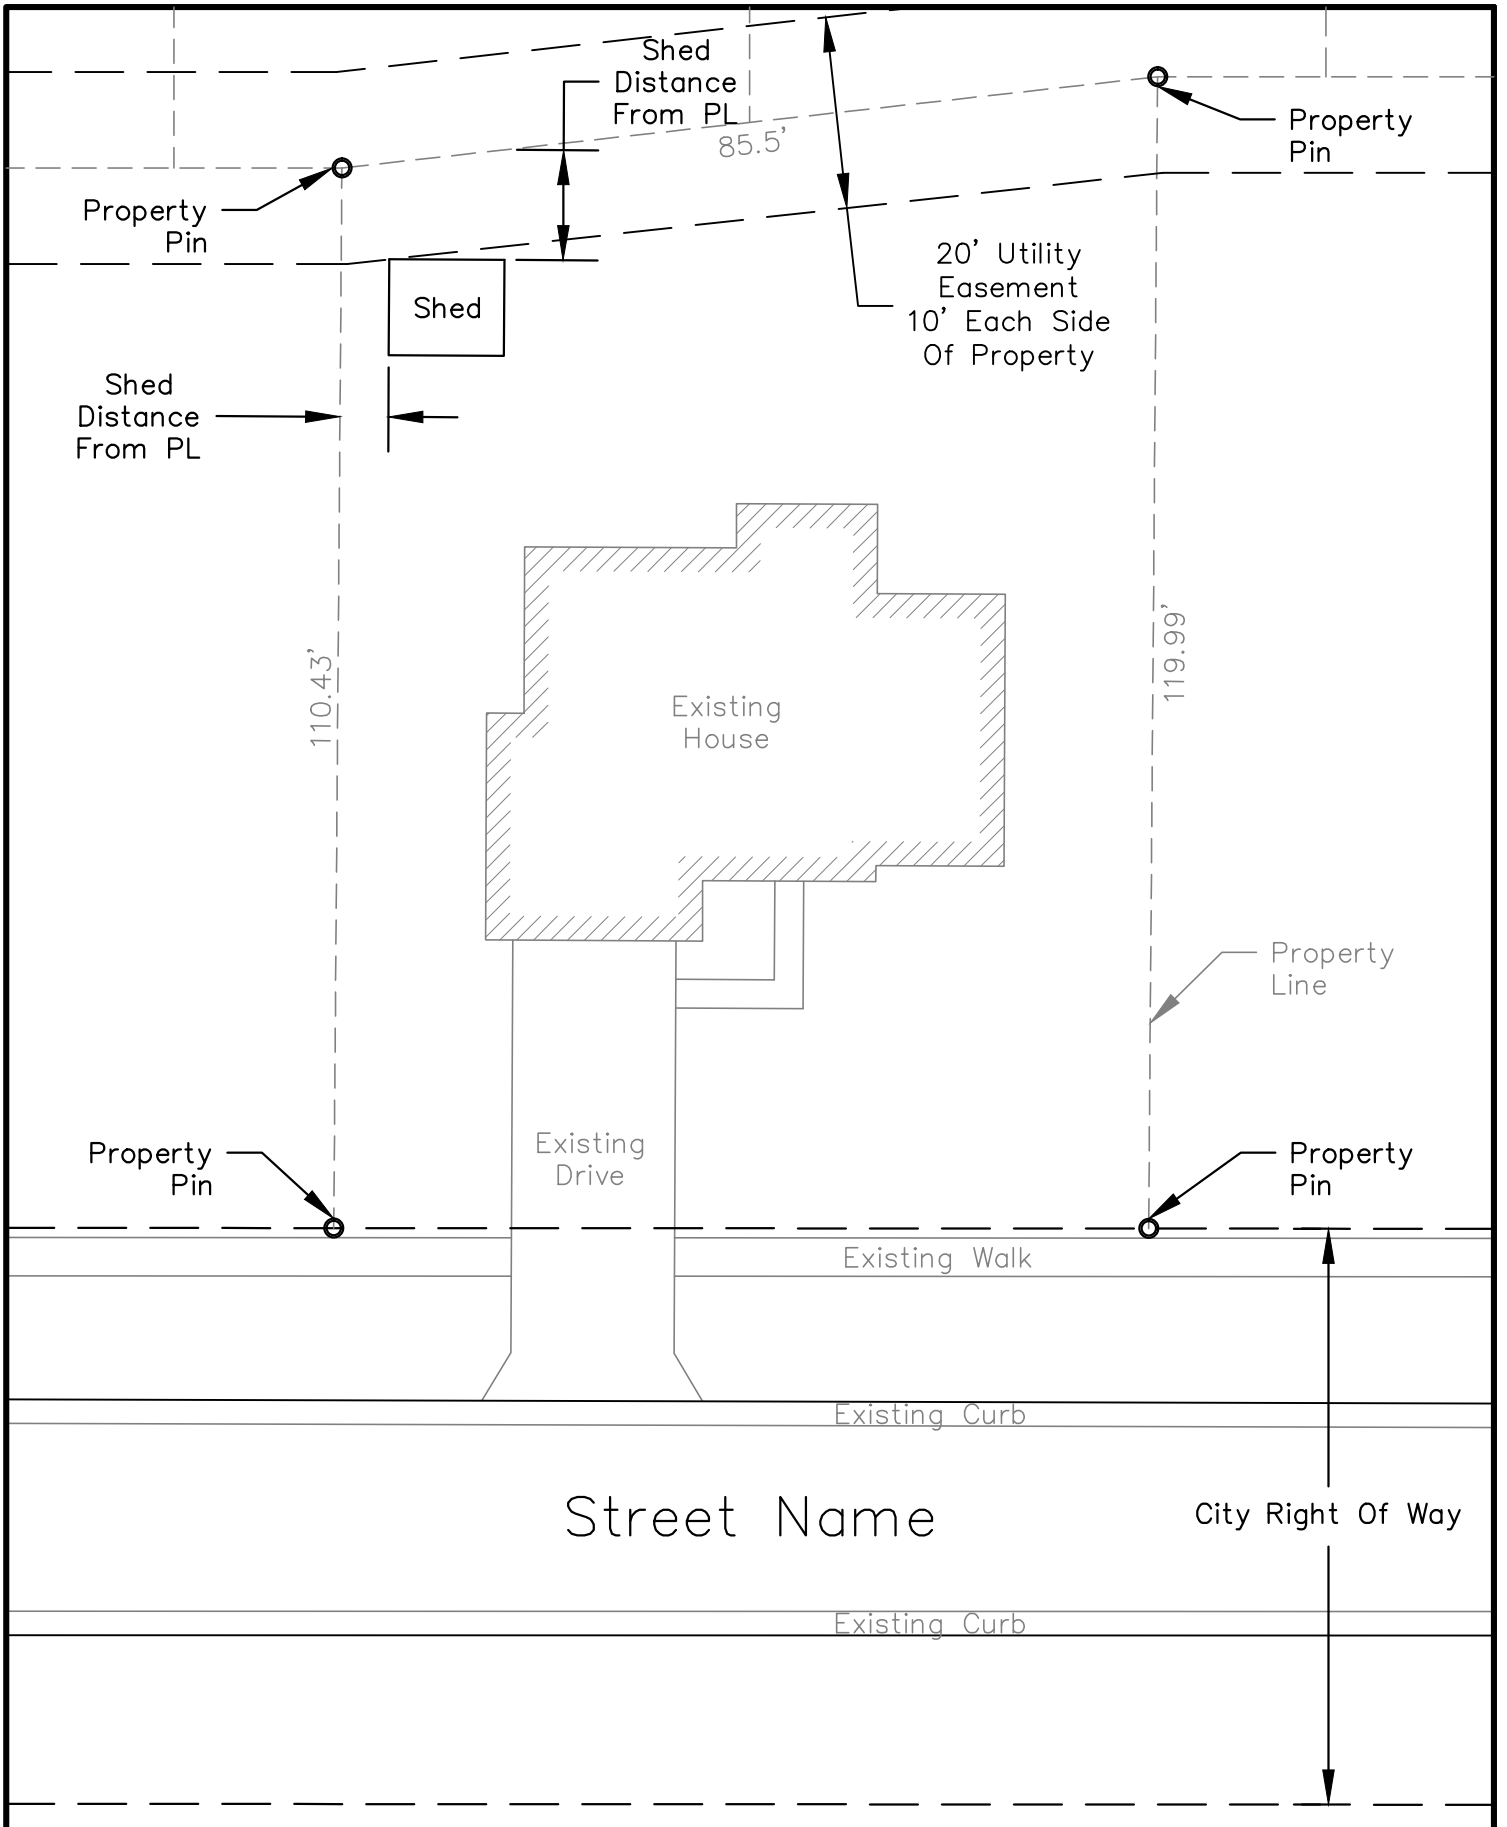 Shed
Distance
From PL
85.5'
Property
Pin
Property
Pin
20' Utility
Easement
10' Each Side
Of Property
Shed
Shed
Distance
From PL
110.43'
119.99'
Existing
House
Property
Line
Existing
Drive
Property
Pin
Property
Pin
Existing Walk
Existing Curb
Street Name
City Right Of Way
Existing Curb